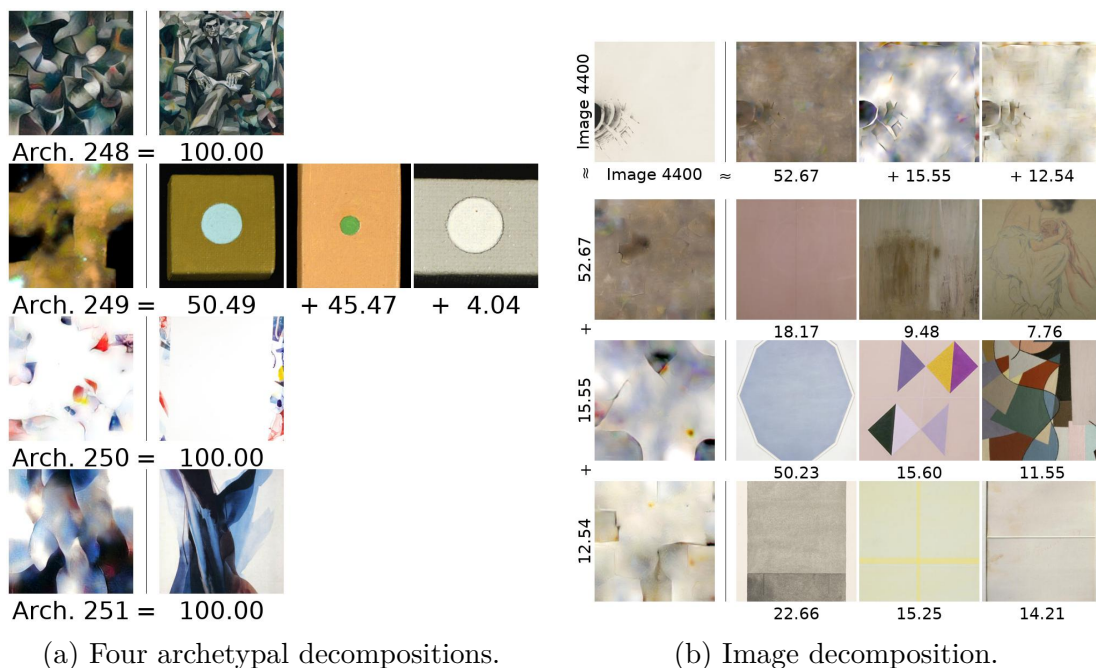 Arch. 248 = 100.00
Arch. 249 = 50.49 + 45.47 + 4.04
Arch. 250 = 100.00
Arch. 251 = 100.00
(a) Four archetypal decompositions.
Image 4400
≈ Image 4400 ≈ 52.67 + 15.55 + 12.54
52.67
18.17 9.48 7.76
+
15.55
50.23 15.60 11.55
+
12.54
22.66 15.25 14.21
(b) Image decomposition.